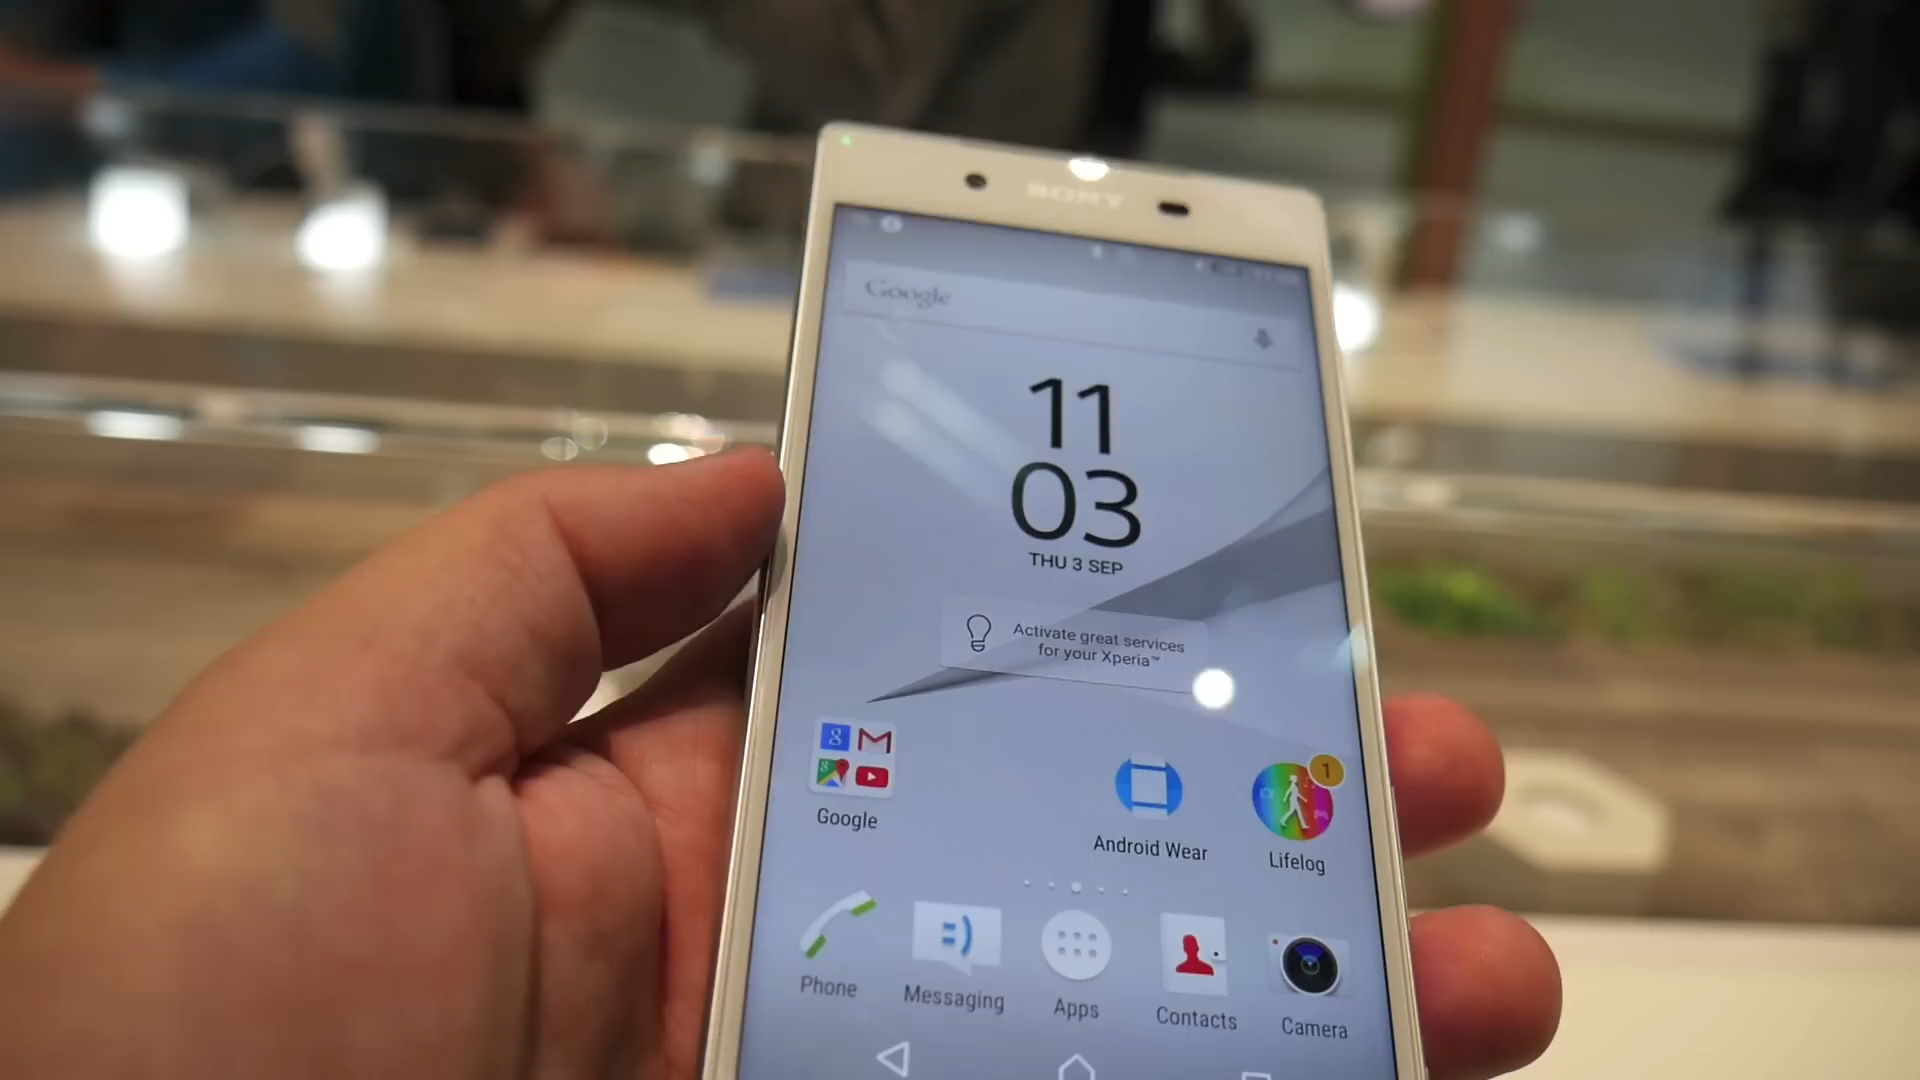 SONY
Google
11
03
THU 3 SEP
Activate great services
for your Xperia™
1
Google
Android Wear
Lifelog
Phone
Messaging
Apps
Contacts
Camera